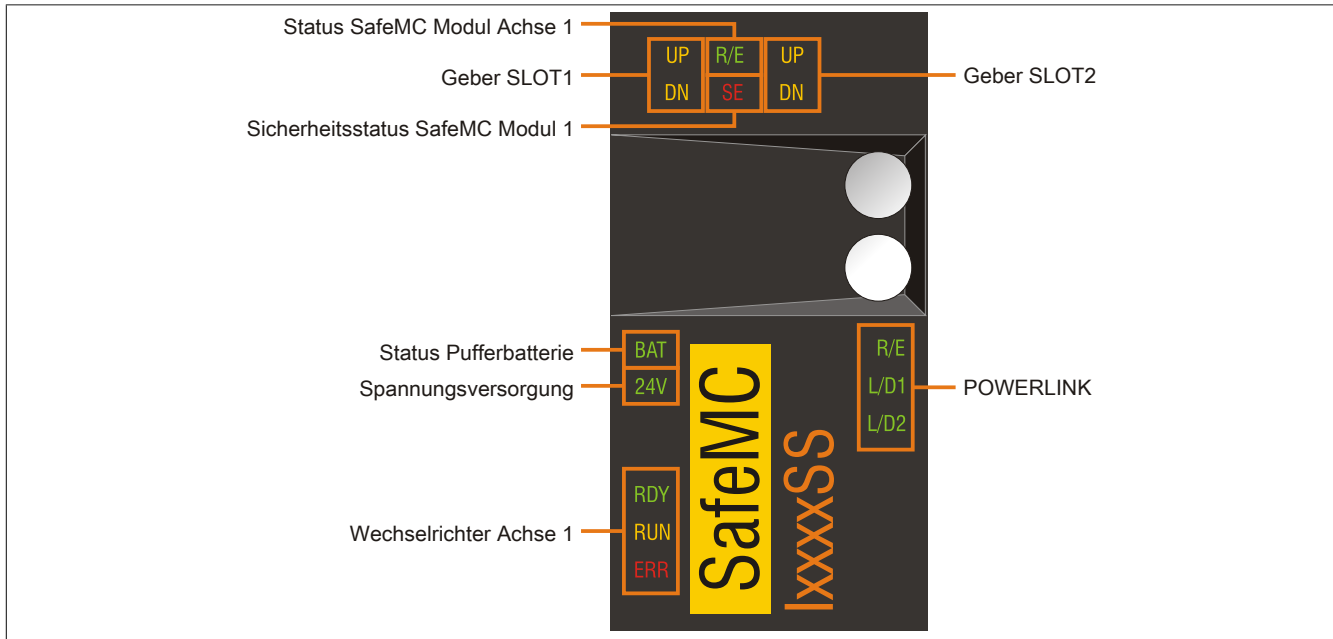 Status SafeMC Modul Achse 1
UP R/E UP
Geber SLOT1
Geber SLOT2
DN SE DN
Sicherheitsstatus SafeMC Modul 1
Status Pufferbatterie
BAT
R/E
Spannungsversorgung
24V
L/D1
POWERLINK
L/D2
SafeMC
IxxxxSS
RDY
Wechselrichter Achse 1
RUN
ERR